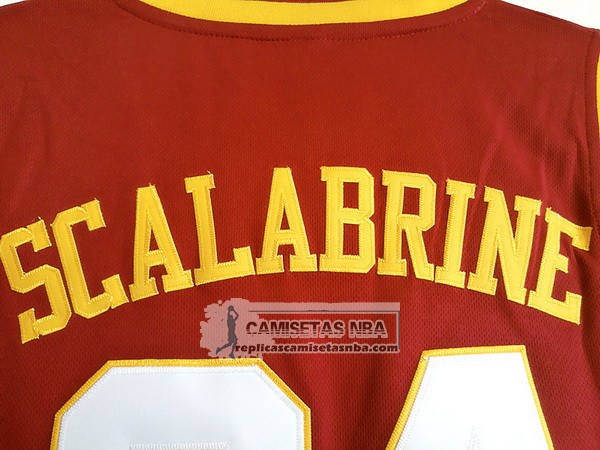 SCALABRINE
CAMISETAS NBA
replicascamisetasnba.com